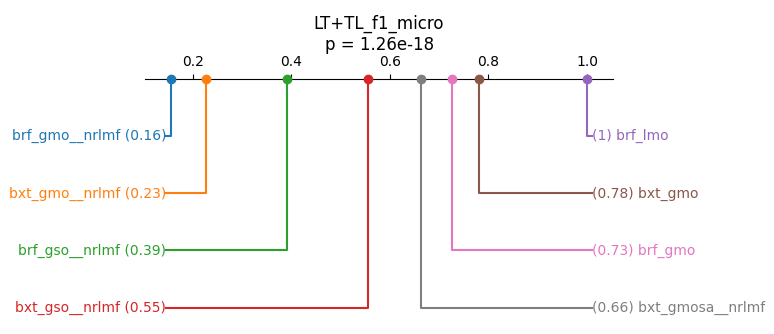 LT+TL_f1_micro
p = 1.26e-18
0.2 0.4 0.6 0.8 1.0
brf_gmo__nrlmf (0.16) (1) brf_lmo
bxt_gmo__nrlmf (0.23) (0.78) bxt_gmo
brf_gso__nrlmf (0.39) (0.73) brf_gmo
bxt_gso__nrlmf (0.55) (0.66) bxt_gmosa__nrlmf